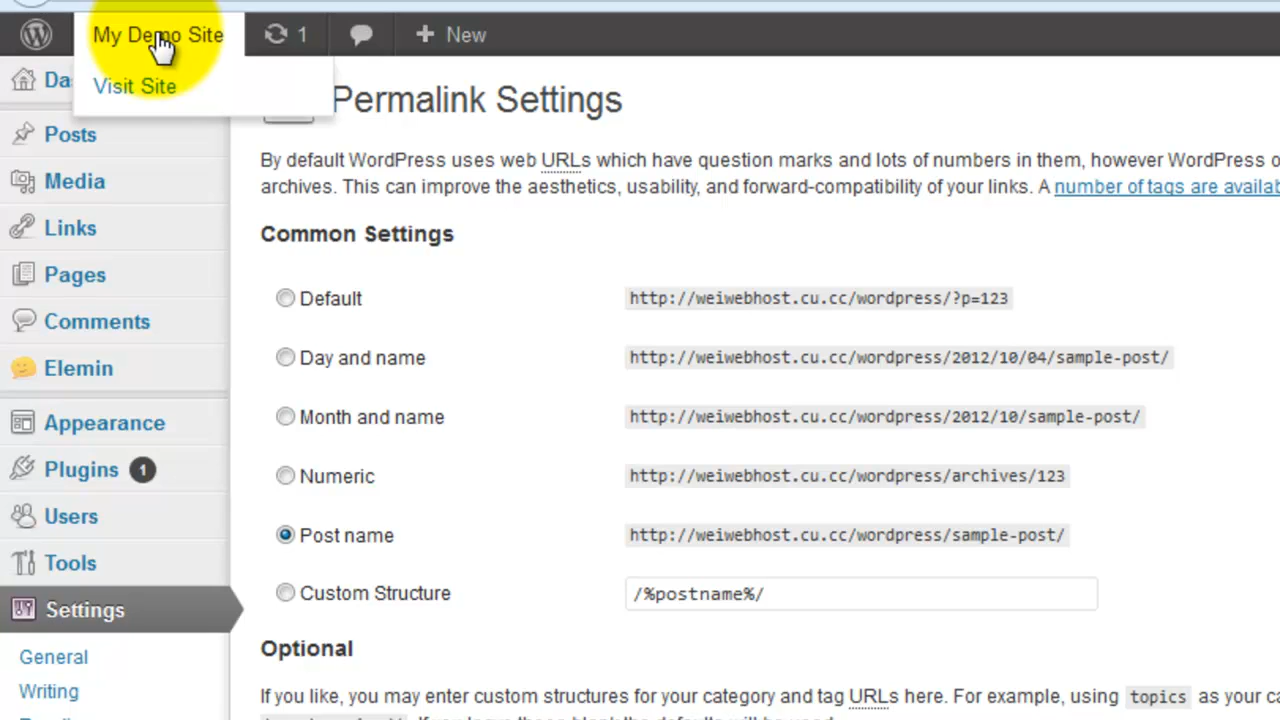 My Demo Site
1
New
Visit Site
Da
Posts
Media
Links
Pages
Comments
Elemin
Appearance
Plugins 1
Users
Tools
Settings
General
Writing
Permalink Settings
By default WordPress uses web URLs which have question marks and lots of numbers in them, however WordPress o
archives. This can improve the aesthetics, usability, and forward-compatibility of your links. A number of tags are availab
Common Settings
Default http://weiwebhost.cu.cc/wordpress/?p=123
Day and name http://weiwebhost.cu.cc/wordpress/2012/10/04/sample-post/
Month and name http://weiwebhost.cu.cc/wordpress/2012/10/sample-post/
Numeric http://weiwebhost.cu.cc/wordpress/archives/123
Post name http://weiwebhost.cu.cc/wordpress/sample-post/
Custom Structure /%postname%/
Optional
If you like, you may enter custom structures for your category and tag URLs here. For example, using topics as your ca